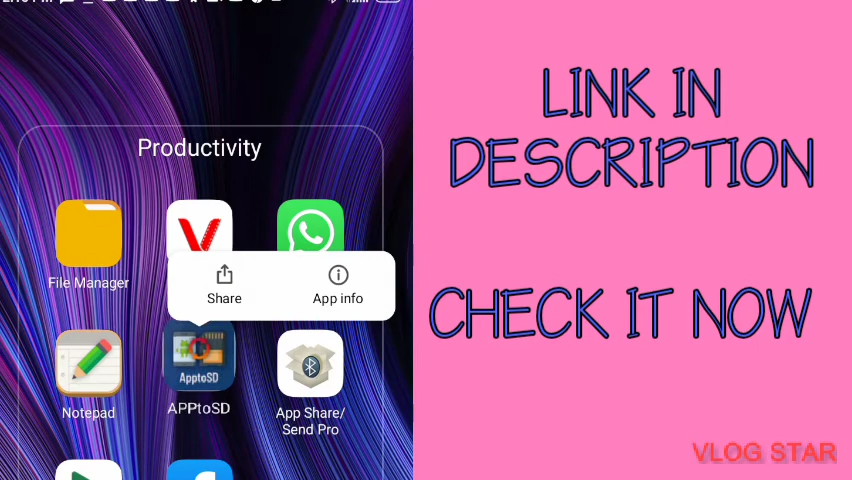 Productivity
File Manager
Share
App info
Notepad
ApptoSD
APPtoSD
App Share/
Send Pro
LINK IN
DESCRIPTION
CHECK IT NOW
VLOG STAR